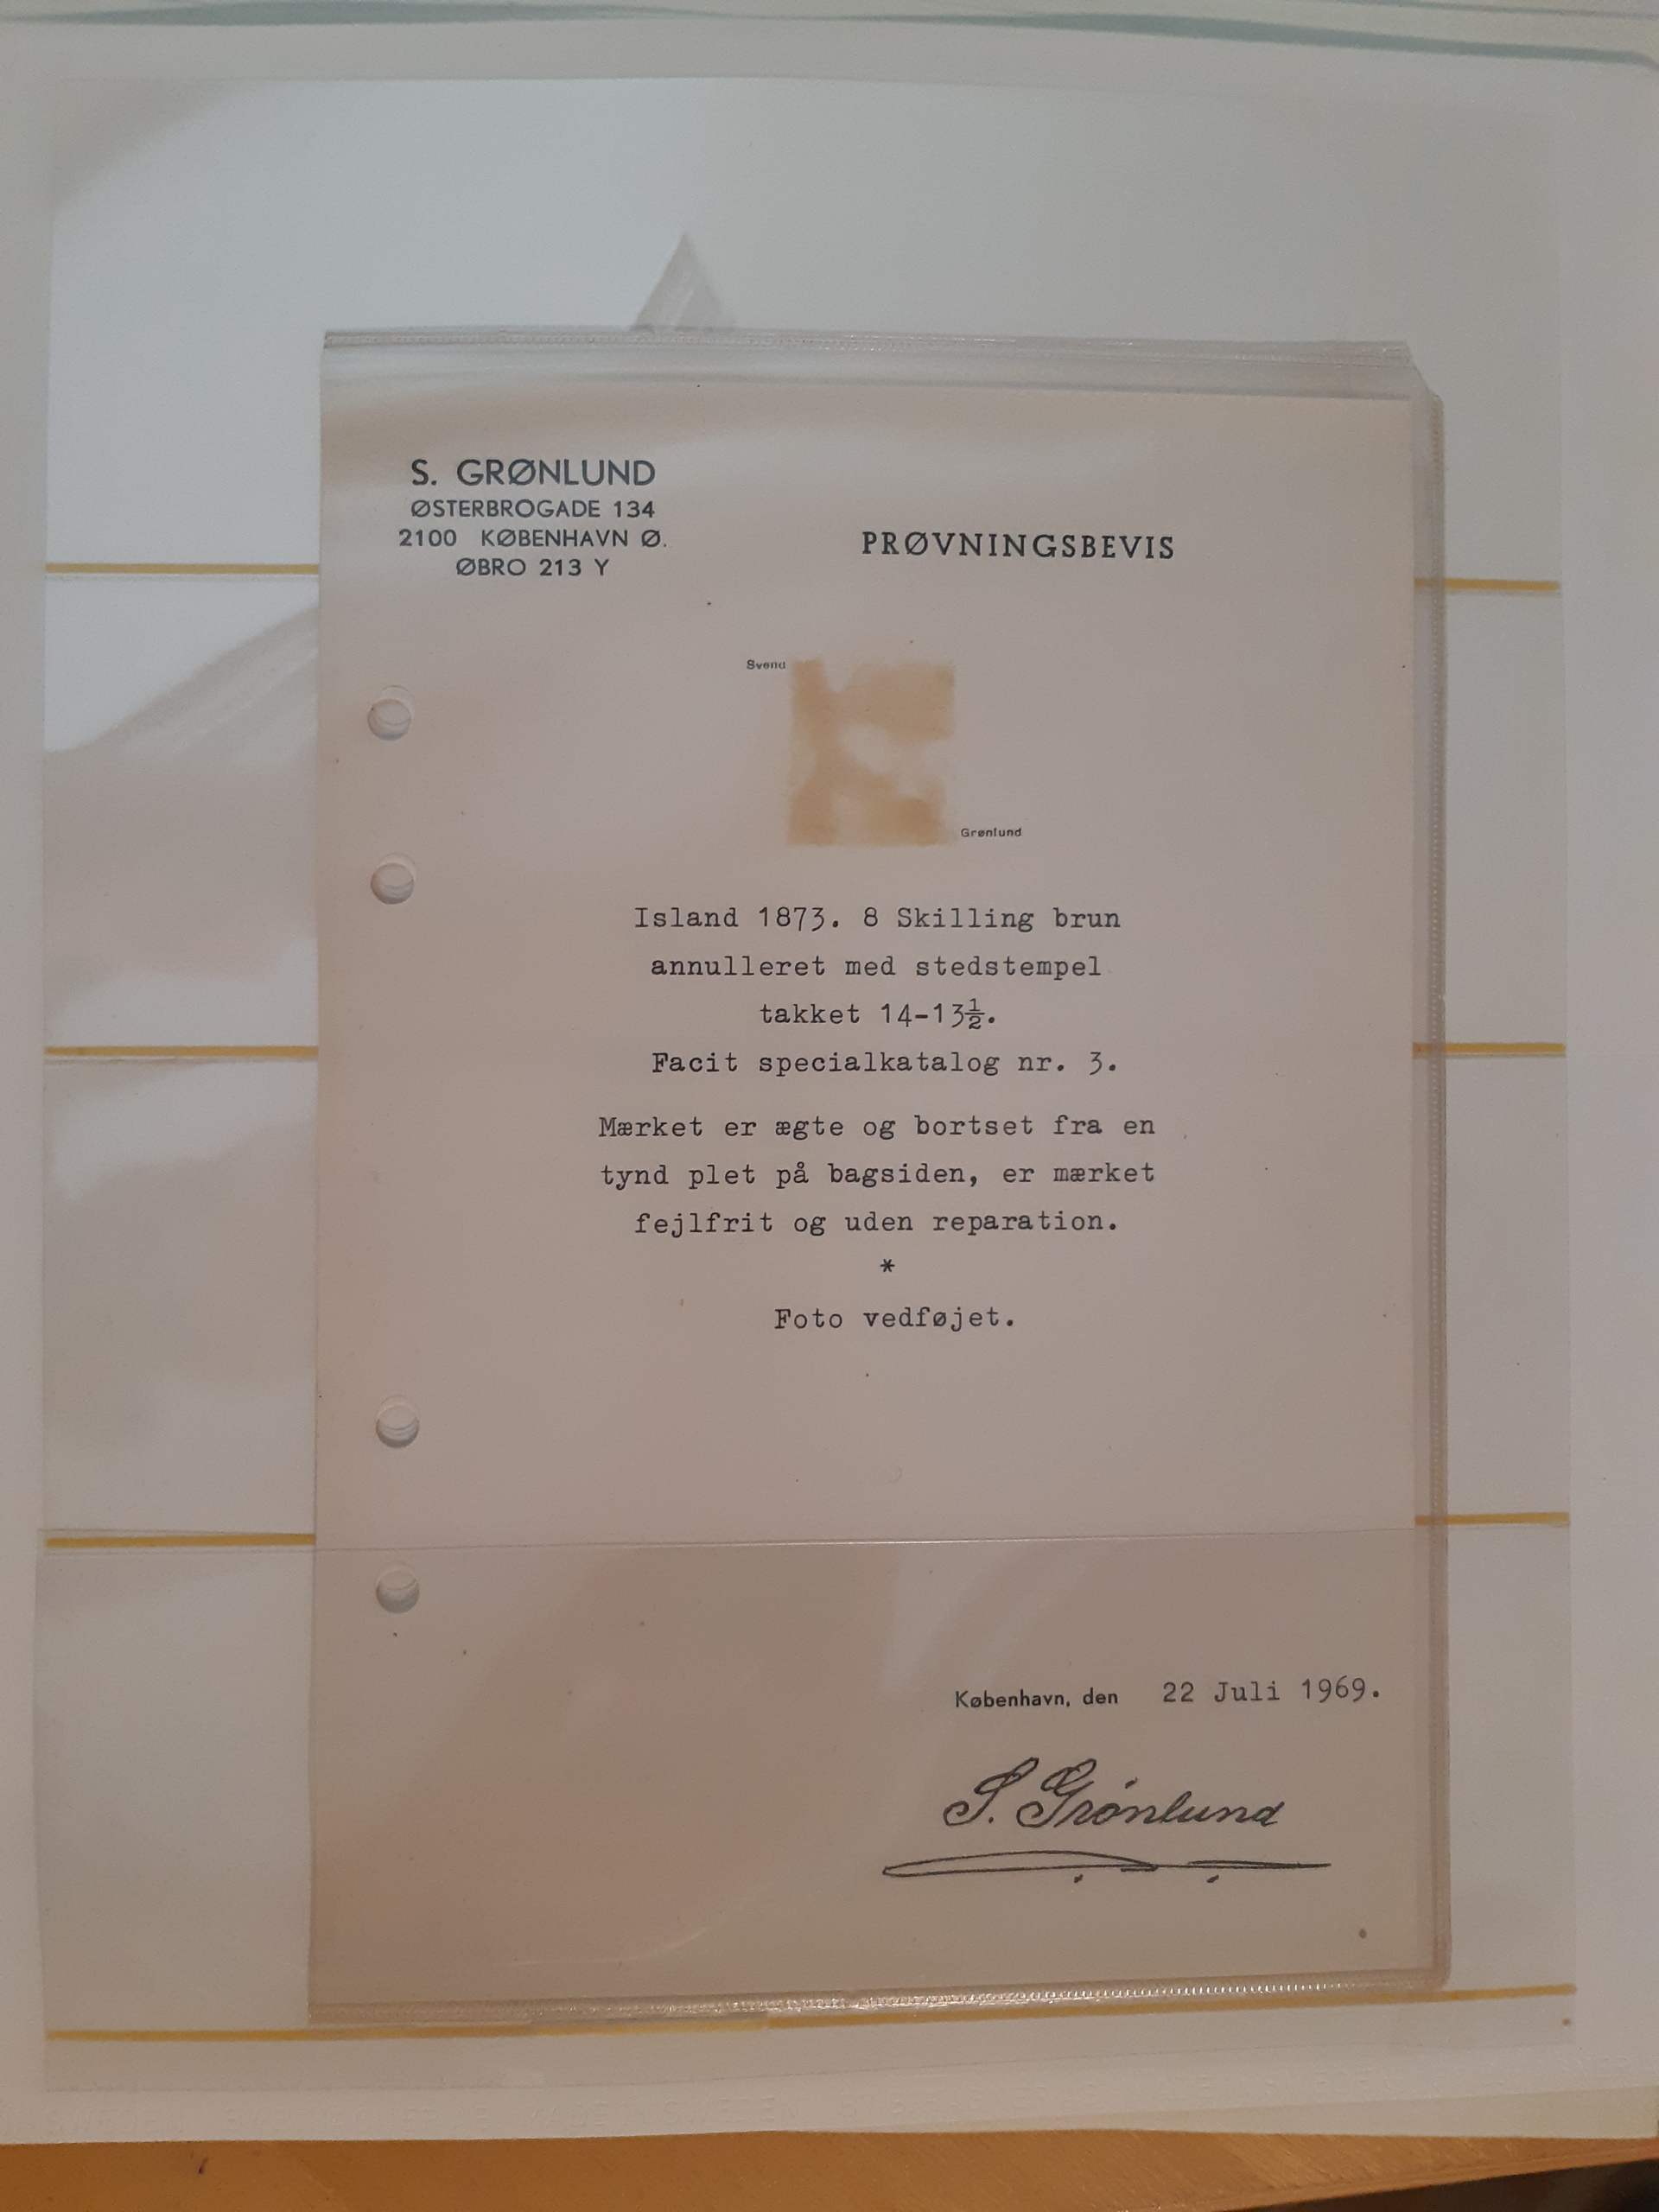 S. GRØNLUND
ØSTERBROGADE 134
2100 KØBENHAVN Ø.
ØBRO 213 Y
PRØVNINGSBEVIS
Svend
Grønlund
Island 1873. 8 Skilling brun
annulleret med stedstempel
takket 14-13½.
Facit specialkatalog nr. 3.
Mærket er ægte og bortset fra en
tynd plet på bagsiden, er mærket
fejlfrit og uden reparation.
*
Foto vedføjet.
København, den 22 Juli 1969.
S. Grönlund